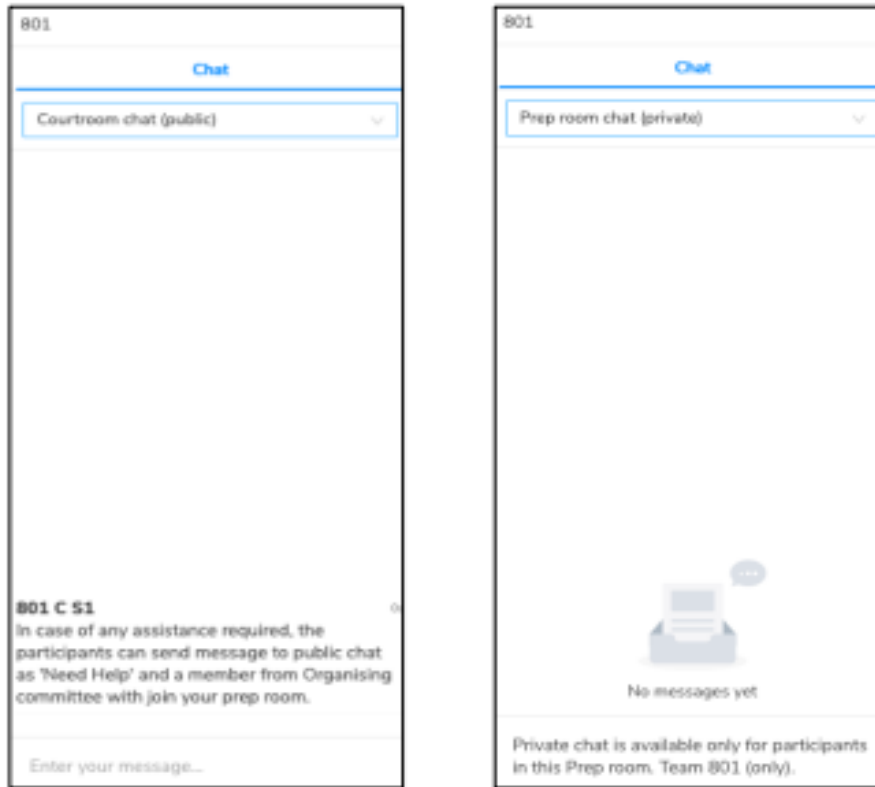 801
Chat
Courtroom chat (public)
801 C S1
In case of any assistance required, the
participants can send message to public chat
as 'Need Help' and a member from Organising
committee with join your prep room.
Enter your message...
801
Chat
Prep room chat (private)
No messages yet
Private chat is available only for participants
in this Prep room. Team 801 (only).